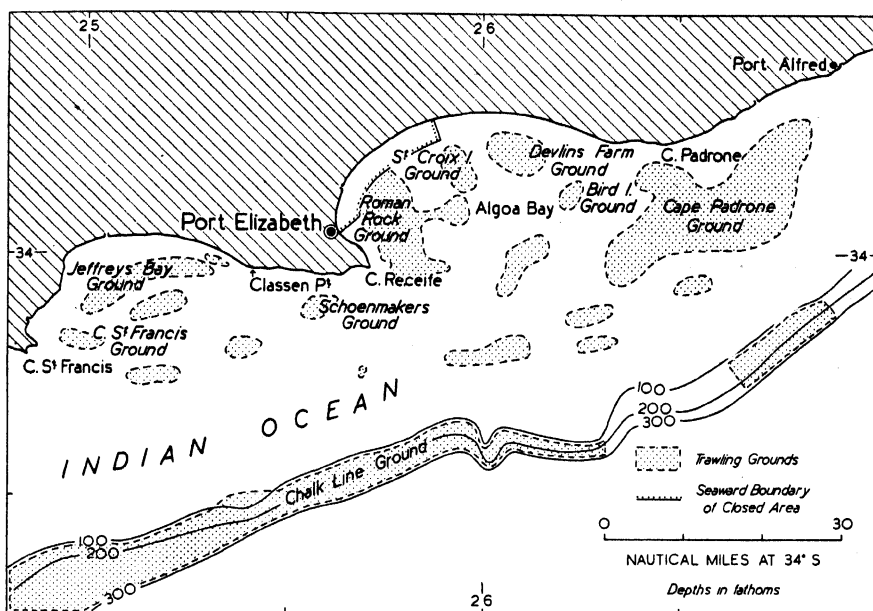 25
26
Port Alfred
St Croix I.
Ground
Devlins Farm
Ground
C. Padrone
Roman
Rock
Ground
Algoa Bay
Bird I.
Ground
Cape Padrone
Ground
Port Elizabeth
34
34
Jeffreys Bay
Ground
Classen Pt
C. Receife
Schoenmakers
Ground
C St Francis
Ground
C. St Francis
INDIAN OCEAN
100
200
300
Chalk Line Ground
100
200
300
Trawling Grounds
Seaward Boundary
of Closed Area
0 30
NAUTICAL MILES AT 34° S
Depths in fathoms
26